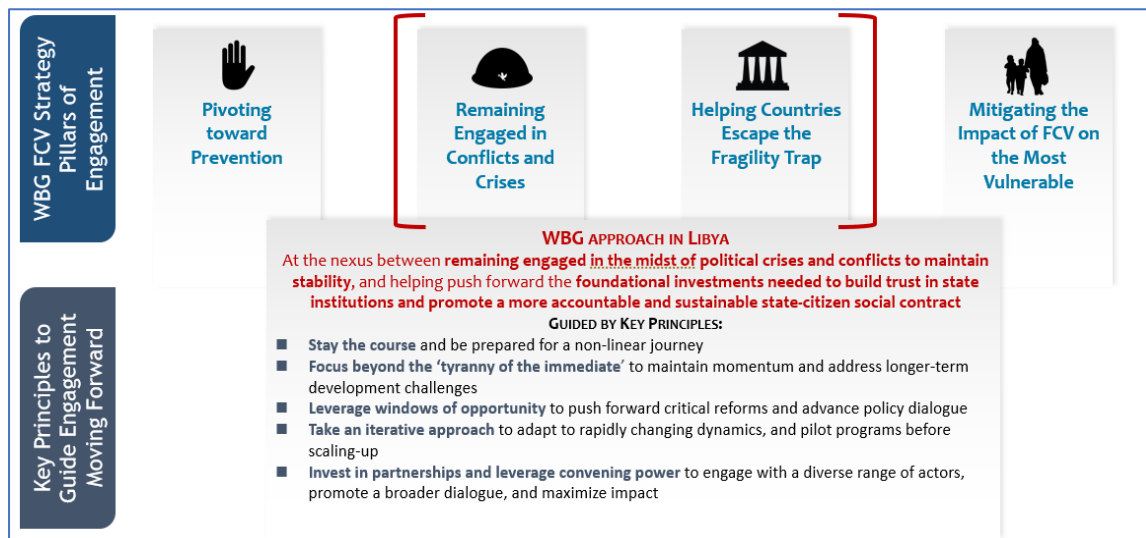 WBG FCV Strategy
Pillars of
Engagement
Pivoting
toward
Prevention
Remaining
Engaged in
Conflicts and
Crises
Helping Countries
Escape the
Fragility Trap
Mitigating the
Impact of FCV on
the Most
Vulnerable
Key Principles to
Guide Engagement
Moving Forward
WBG APPROACH IN LIBYA
At the nexus between remaining engaged in the midst of political crises and conflicts to maintain
stability, and helping push forward the foundational investments needed to build trust in state
institutions and promote a more accountable and sustainable state-citizen social contract
GUIDED BY KEY PRINCIPLES:
■ Stay the course and be prepared for a non-linear journey
■ Focus beyond the ‘tyranny of the immediate’ to maintain momentum and address longer-term
development challenges
■ Leverage windows of opportunity to push forward critical reforms and advance policy dialogue
■ Take an iterative approach to adapt to rapidly changing dynamics, and pilot programs before
scaling-up
■ Invest in partnerships and leverage convening power to engage with a diverse range of actors,
promote a broader dialogue, and maximize impact